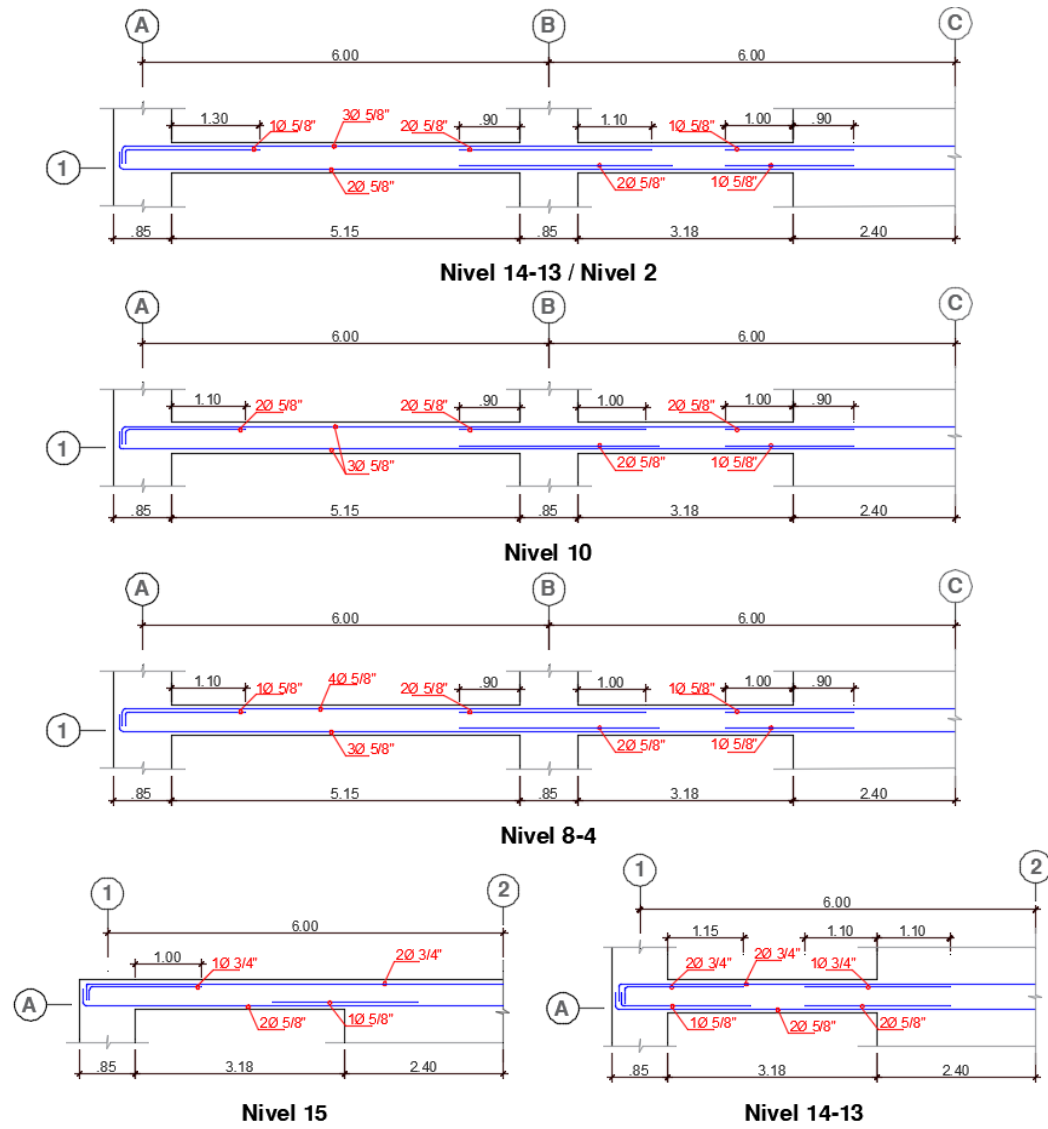 A B C
6.00 6.00
1.30 1Ø 5/8" 3Ø 5/8" 2Ø 5/8" .90 1.10 1Ø 5/8" 1.00 .90
1
2Ø 5/8" 2Ø 5/8" 1Ø 5/8"
.85 5.15 .85 3.18 2.40
Nivel 14-13 / Nivel 2
A B C
6.00 6.00
1.10 2Ø 5/8" 2Ø 5/8" .90 1.00 2Ø 5/8" 1.00 .90
1
3Ø 5/8" 2Ø 5/8" 1Ø 5/8"
.85 5.15 .85 3.18 2.40
Nivel 10
A B C
6.00 6.00
1.10 1Ø 5/8" 4Ø 5/8" 2Ø 5/8" .90 1.00 1Ø 5/8" 1.00 .90
1
3Ø 5/8" 2Ø 5/8" 1Ø 5/8"
.85 5.15 .85 3.18 2.40
Nivel 8-4
1 2
6.00
1.00 1Ø 3/4" 2Ø 3/4"
A
2Ø 5/8" 1Ø 5/8"
.85 3.18 2.40
Nivel 15
1 2
6.00
1.15 1.10 1.10
2Ø 3/4" 2Ø 3/4" 1Ø 3/4"
A
1Ø 5/8" 2Ø 5/8" 2Ø 5/8"
.85 3.18 2.40
Nivel 14-13